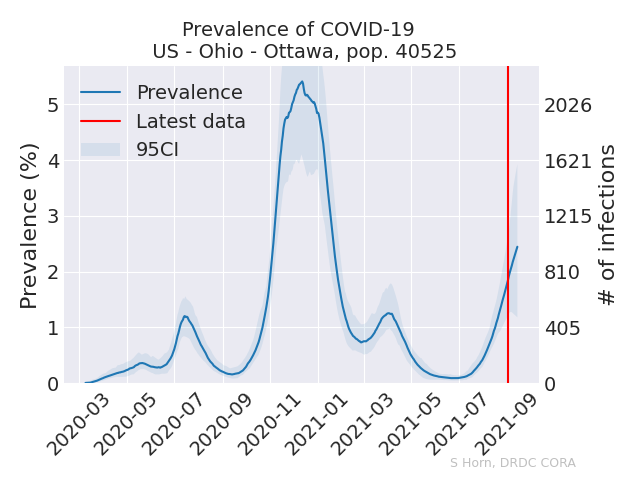 Prevalence of COVID-19
US - Ohio - Ottawa, pop. 40525
Prevalence
Latest data
95CI
Prevalence (%)
5
4
3
2
1
0
2026
1621
1215
810
405
0
# of infections
2020-03
2020-05
2020-07
2020-09
2020-11
2021-01
2021-03
2021-05
2021-07
2021-09
S Horn, DRDC CORA